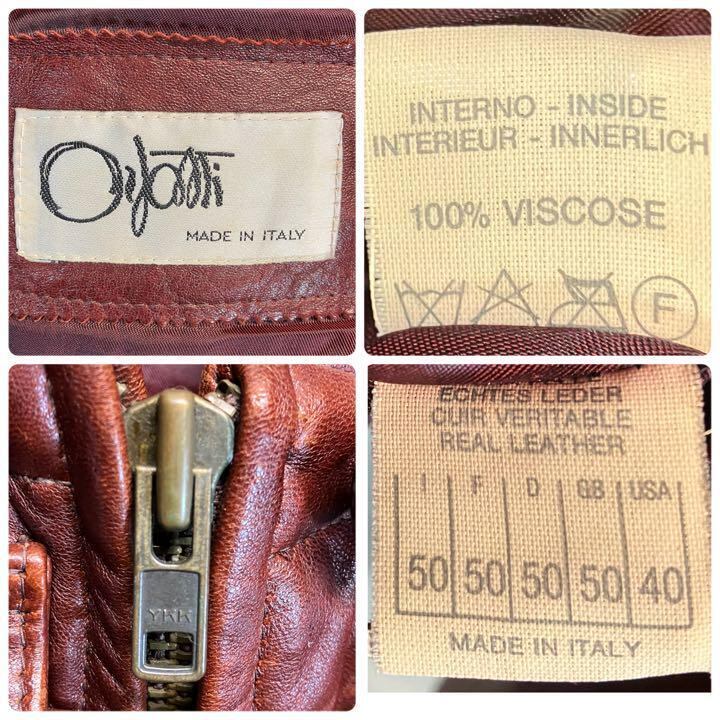 Orfatti
MADE IN ITALY
INTERNO - INSIDE
INTERIEUR - INNERLICH
100% VISCOSE
F
YKK
ECHTES LEDER
CUIR VERITABLE
REAL LEATHER
I F D GB USA
50 50 50 50 40
MADE IN ITALY